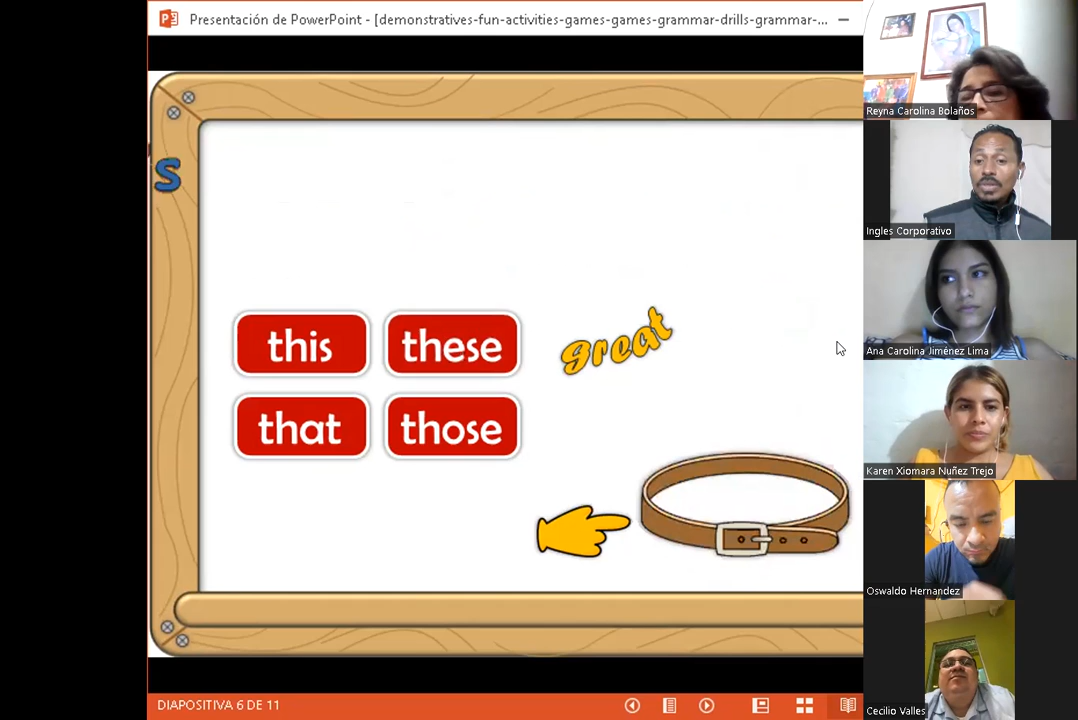 Presentación de PowerPoint - [demonstratives-fun-activities-games-games-grammar-drills-grammar-...
S
this
these
that
those
great
DIAPOSITIVA 6 DE 11
Reyna Carolina Bolaños
Ingles Corporativo
Ana Carolina Jiménez Lima
Karen Xiomara Nuñez Trejo
Oswaldo Hernandez
Cecilio Valles